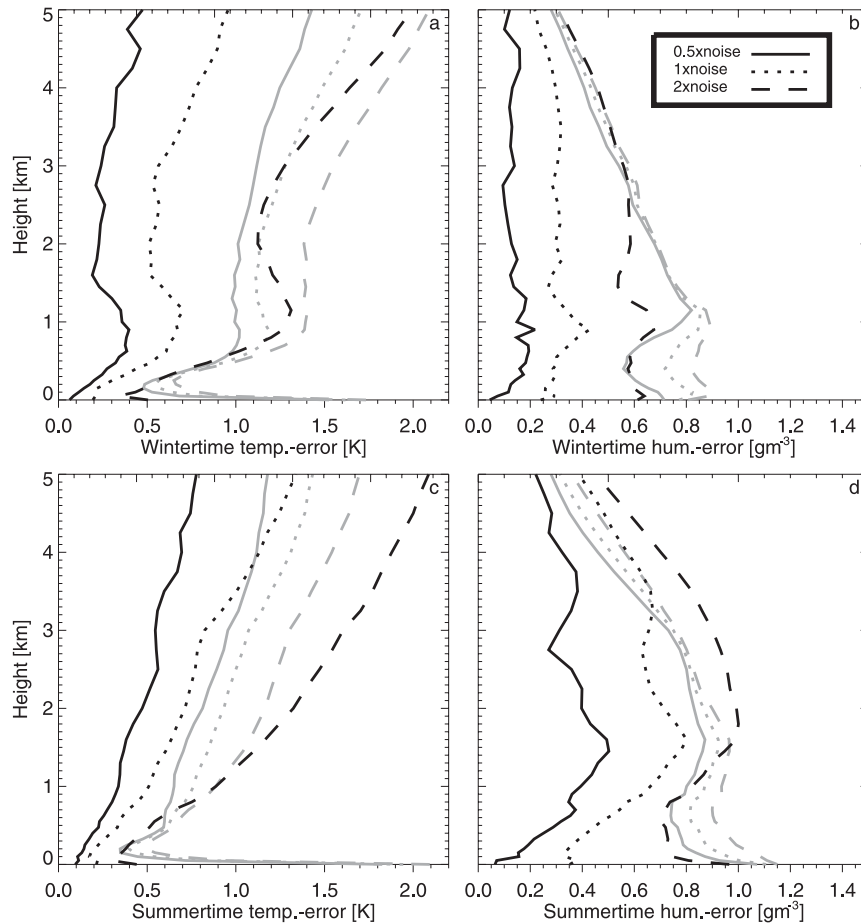 a
5
4
3
2
1
0
Height [km]
0.0 0.5 1.0 1.5 2.0
Wintertime temp.-error [K]
b
0.5xnoise
1xnoise
2xnoise
0.0 0.2 0.4 0.6 0.8 1.0 1.2 1.4
Wintertime hum.-error [gm-3]
c
5
4
3
2
1
0
Height [km]
0.0 0.5 1.0 1.5 2.0
Summertime temp.-error [K]
d
0.0 0.2 0.4 0.6 0.8 1.0 1.2 1.4
Summertime hum.-error [gm-3]